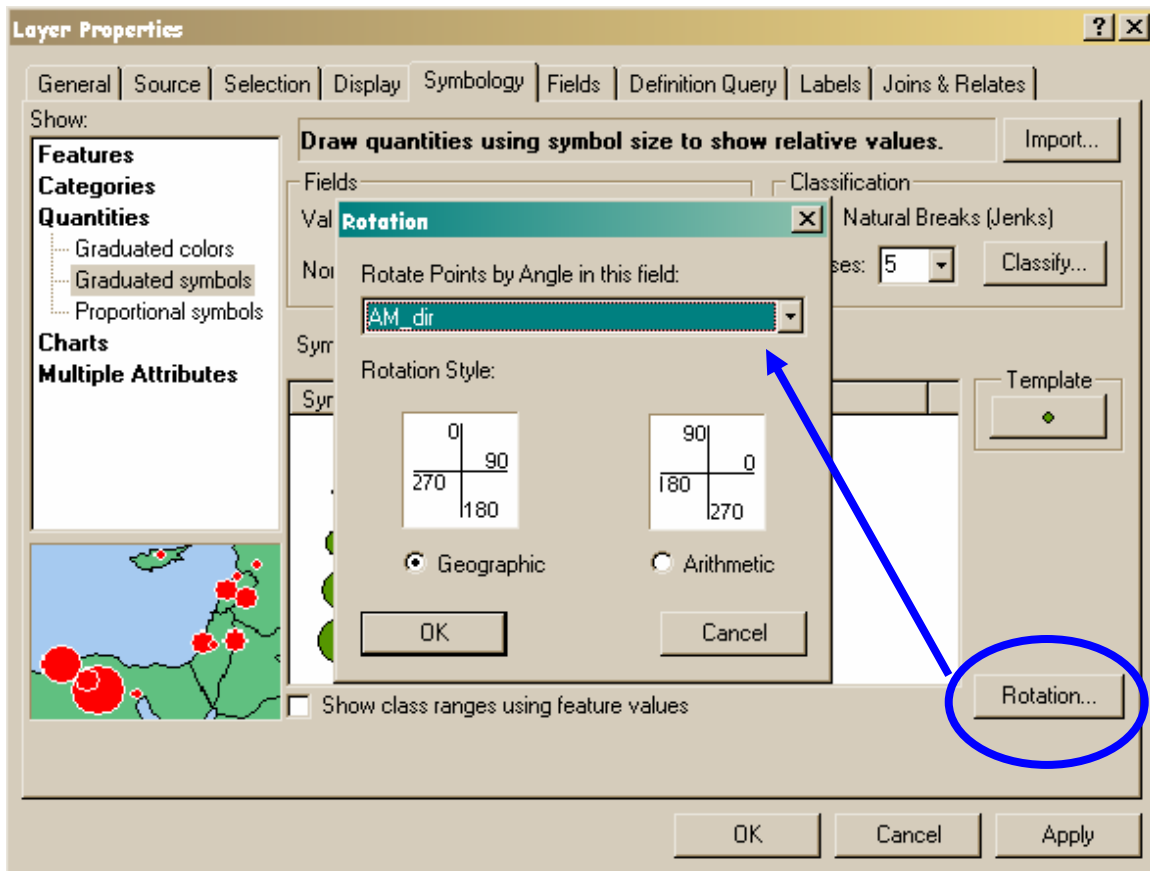 Layer Properties
? X
General Source Selection Display Symbology Fields Definition Query Labels Joins & Relates
Show:
Features
Categories
Quantities
Graduated colors
Graduated symbols
Proportional symbols
Charts
Multiple Attributes
Draw quantities using symbol size to show relative values.
Import...
Fields
Classification
Natural Breaks (Jenks)
5
Classify...
Template
Rotation
Rotate Points by Angle in this field:
AM_dir
Rotation Style:
0
90
270
180
90
0
180
270
Geographic
Arithmetic
OK
Cancel
Show class ranges using feature values
Rotation...
OK Cancel Apply